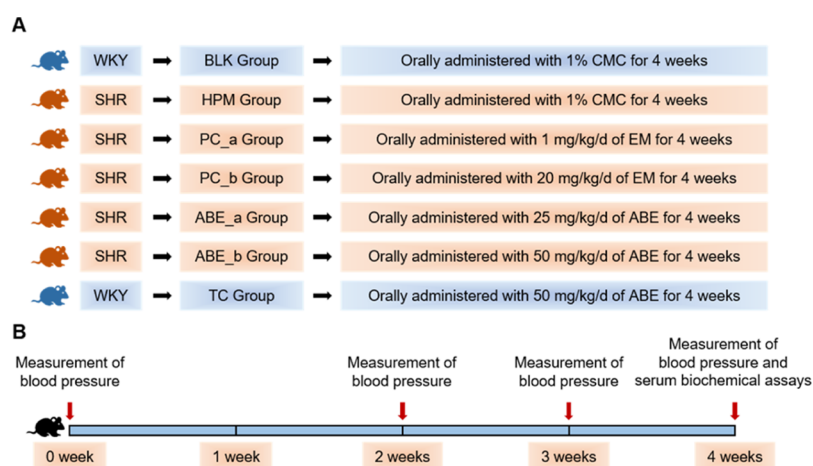 A
WKY BLK Group Orally administered with 1% CMC for 4 weeks
SHR HPM Group Orally administered with 1% CMC for 4 weeks
SHR PC_a Group Orally administered with 1 mg/kg/d of EM for 4 weeks
SHR PC_b Group Orally administered with 20 mg/kg/d of EM for 4 weeks
SHR ABE_a Group Orally administered with 25 mg/kg/d of ABE for 4 weeks
SHR ABE_b Group Orally administered with 50 mg/kg/d of ABE for 4 weeks
WKY TC Group Orally administered with 50 mg/kg/d of ABE for 4 weeks
B
Measurement of
blood pressure
Measurement of
blood pressure
Measurement of
blood pressure
Measurement of
blood pressure and
serum biochemical assays
0 week 1 week 2 weeks 3 weeks 4 weeks